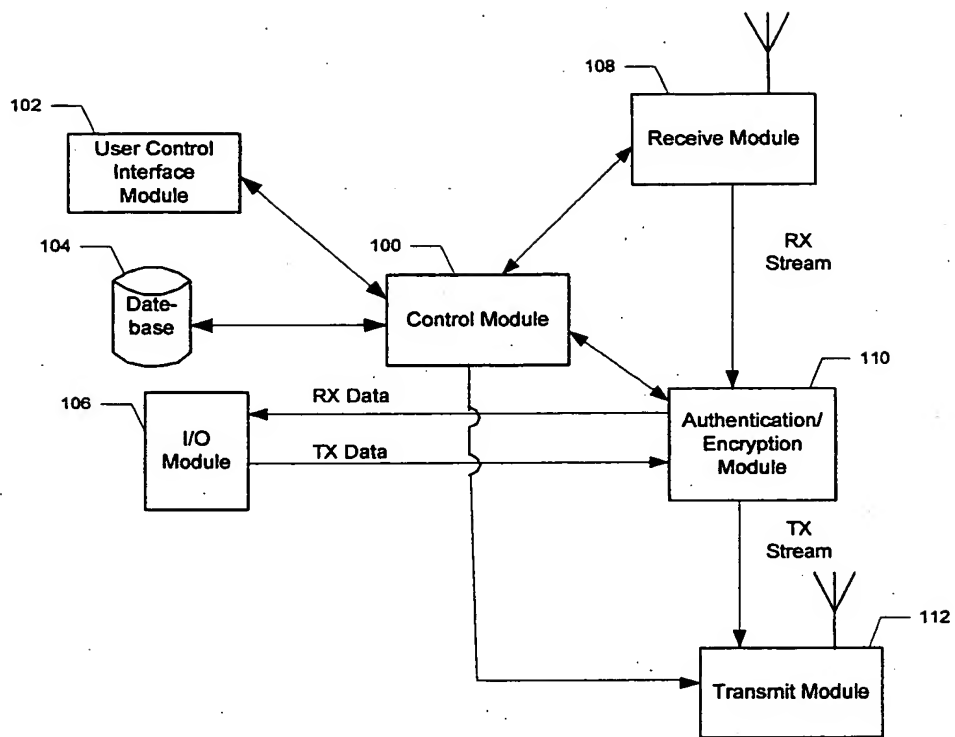 108
102
Receive Module
User Control
Interface
Module
100
104
RX
Stream
Date-
base
Control Module
110
RX Data
106
Authentication/
Encryption
Module
I/O
Module
TX Data
TX
Stream
112
Transmit Module